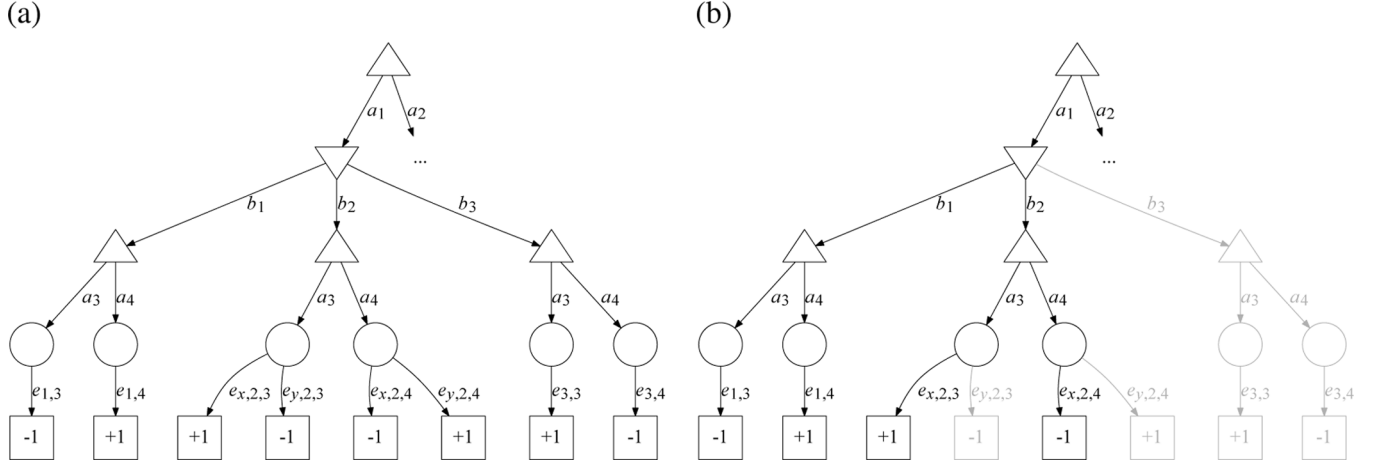 (a) (b)
a1 a2 a1 a2
... ...
b1 b2 b3 b1 b2 b3
a3 a4 a3 a4 a3 a4 a3 a4 a3 a4 a3 a4
e1,3 e1,4 ex,2,3 ey,2,3 ex,2,4 ey,2,4 e3,3 e3,4 e1,3 e1,4 ex,2,3 ey,2,3 ex,2,4 ey,2,4 e3,3 e3,4
-1 +1 +1 -1 -1 +1 +1 -1 -1 +1 +1 -1 -1 +1 +1 -1